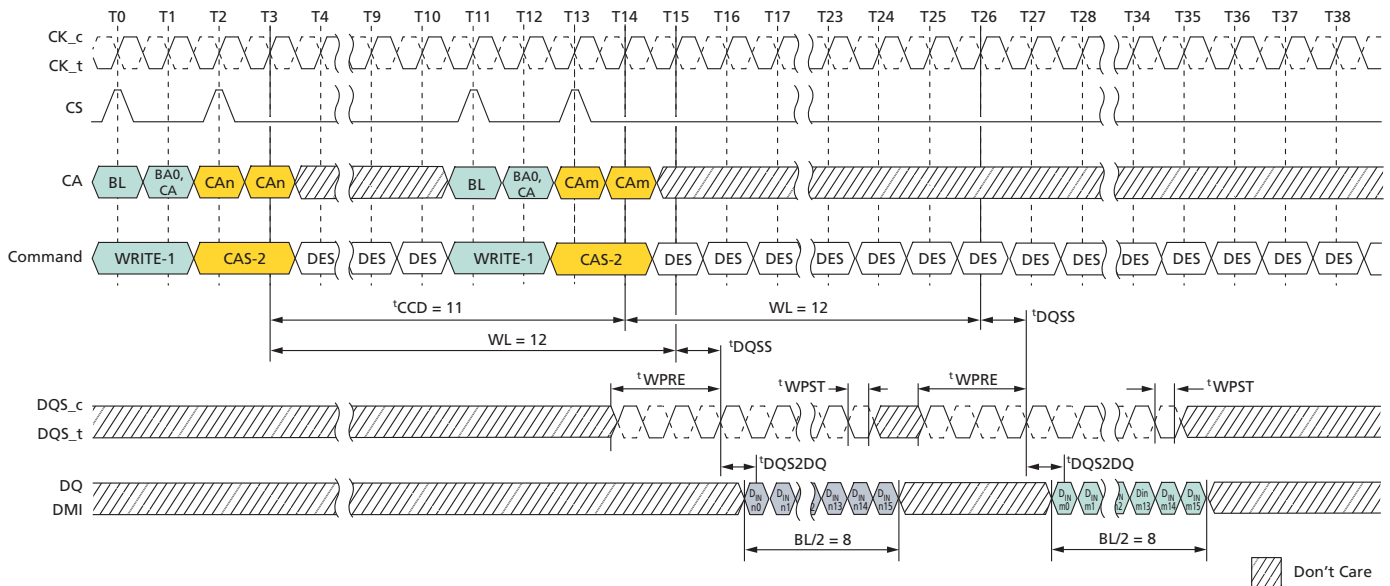 T0 T1 T2 T3 T4 T9 T10 T11 T12 T13 T14 T15 T16 T17 T23 T24 T25 T26 T27 T28 T34 T35 T36 T37 T38
CK_c
CK_t
CS
CA BL BA0, CA CAn CAn BL BA0, CA CAm CAm
Command WRITE-1 CAS-2 DES DES DES WRITE-1 CAS-2 DES DES DES DES DES DES DES DES DES DES DES DES DES DES
tCCD = 11 WL = 12 tDQSS
WL = 12 tDQSS
tWPRE tWPST tWPRE tWPST
DQS_c
DQS_t
tDQS2DQ tDQS2DQ
DQ
DMI
DIN n0 DIN n1 DIN n13 DIN n14 DIN n15 DIN m0 DIN m1 Din m13 DIN m14 DIN m15
BL/2 = 8 BL/2 = 8
Don't Care